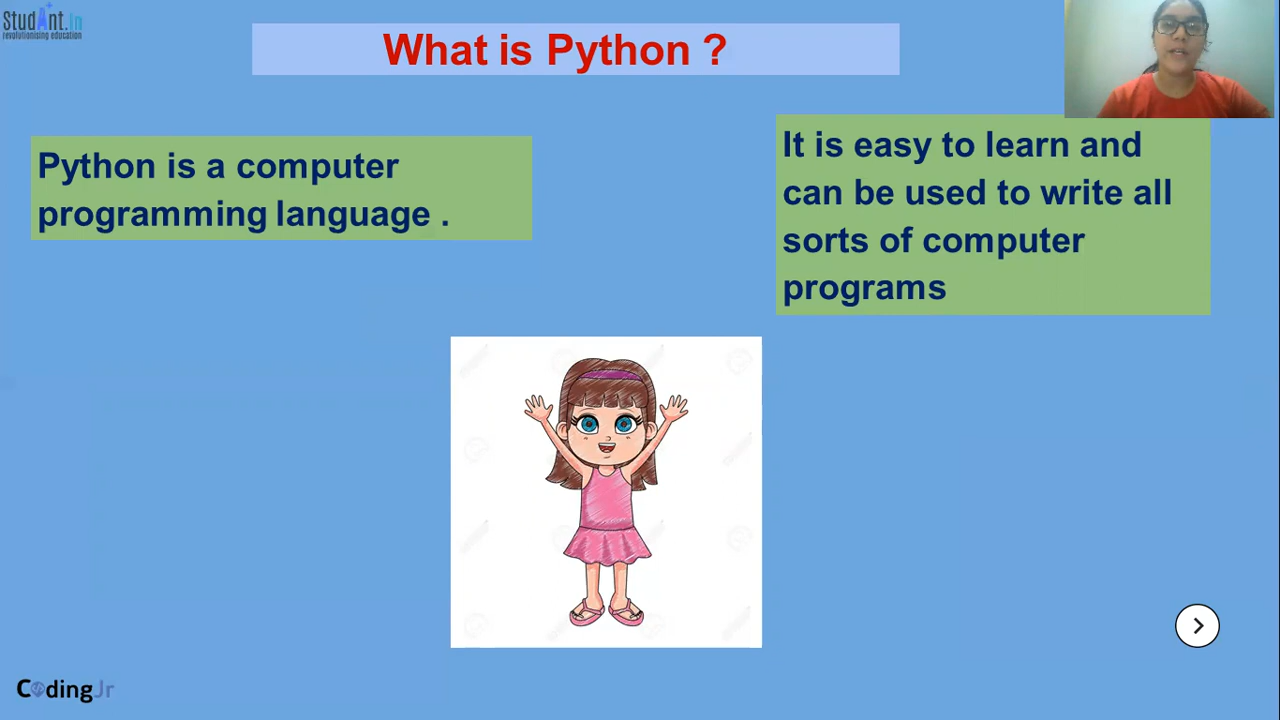 StudAnt.in
revolutionising education
What is Python ?
Python is a computer
programming language .
It is easy to learn and
can be used to write all
sorts of computer
programs
CodingJr